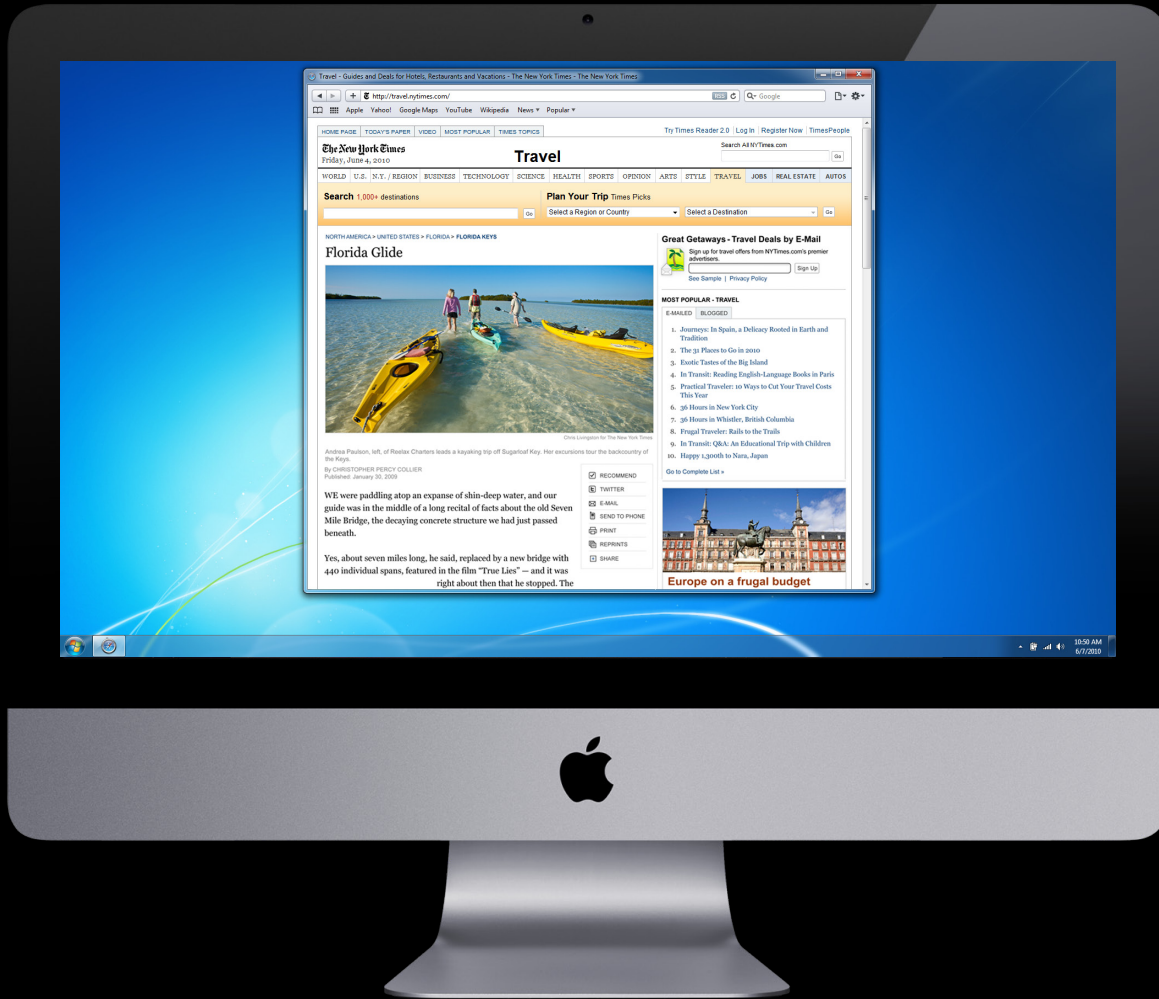 Travel - Guides and Deals for Hotels, Restaurants and Vacations - The New York Times - The New York Times
http://travel.nytimes.com/
RSS
Google
Apple Yahoo! Google Maps YouTube Wikipedia News Popular
HOME PAGE TODAY'S PAPER VIDEO MOST POPULAR TIMES TOPICS
Try Times Reader 2.0 Log In Register Now TimesPeople
The New York Times
Friday, June 4, 2010
Travel
Search All NYTimes.com
Go
WORLD U.S. N.Y. / REGION BUSINESS TECHNOLOGY SCIENCE HEALTH SPORTS OPINION ARTS STYLE TRAVEL JOBS REAL ESTATE AUTOS
Search 1,000+ destinations
Go
Plan Your Trip Times Picks
Select a Region or Country Select a Destination Go
NORTH AMERICA > UNITED STATES > FLORIDA > FLORIDA KEYS
Florida Glide
Chris Livingston for The New York Times
Andrea Paulson, left, of Reelax Charters leads a kayaking trip off Sugarloaf Key. Her excursions tour the backcountry of
the Keys.
By CHRISTOPHER PERCY COLLIER
Published: January 30, 2009
WE were paddling atop an expanse of shin-deep water, and our
guide was in the middle of a long recital of facts about the old Seven
Mile Bridge, the decaying concrete structure we had just passed
beneath.
Yes, about seven miles long, he said, replaced by a new bridge with
440 individual spans, featured in the film “True Lies” — and it was
right about then that he stopped. The
RECOMMEND
TWITTER
E-MAIL
SEND TO PHONE
PRINT
REPRINTS
SHARE
Great Getaways - Travel Deals by E-Mail
Sign up for travel offers from NYTimes.com's premier
advertisers.
Sign Up
See Sample | Privacy Policy
MOST POPULAR - TRAVEL
E-MAILED BLOGGED
1. Journeys: In Spain, a Delicacy Rooted in Earth and
Tradition
2. The 31 Places to Go in 2010
3. Exotic Tastes of the Big Island
4. In Transit: Reading English-Language Books in Paris
5. Practical Traveler: 10 Ways to Cut Your Travel Costs
This Year
6. 36 Hours in New York City
7. 36 Hours in Whistler, British Columbia
8. Frugal Traveler: Rails to the Trails
9. In Transit: Q&A: An Educational Trip with Children
10. Happy 1,300th to Nara, Japan
Go to Complete List »
Europe on a frugal budget
10:50 AM
6/7/2010